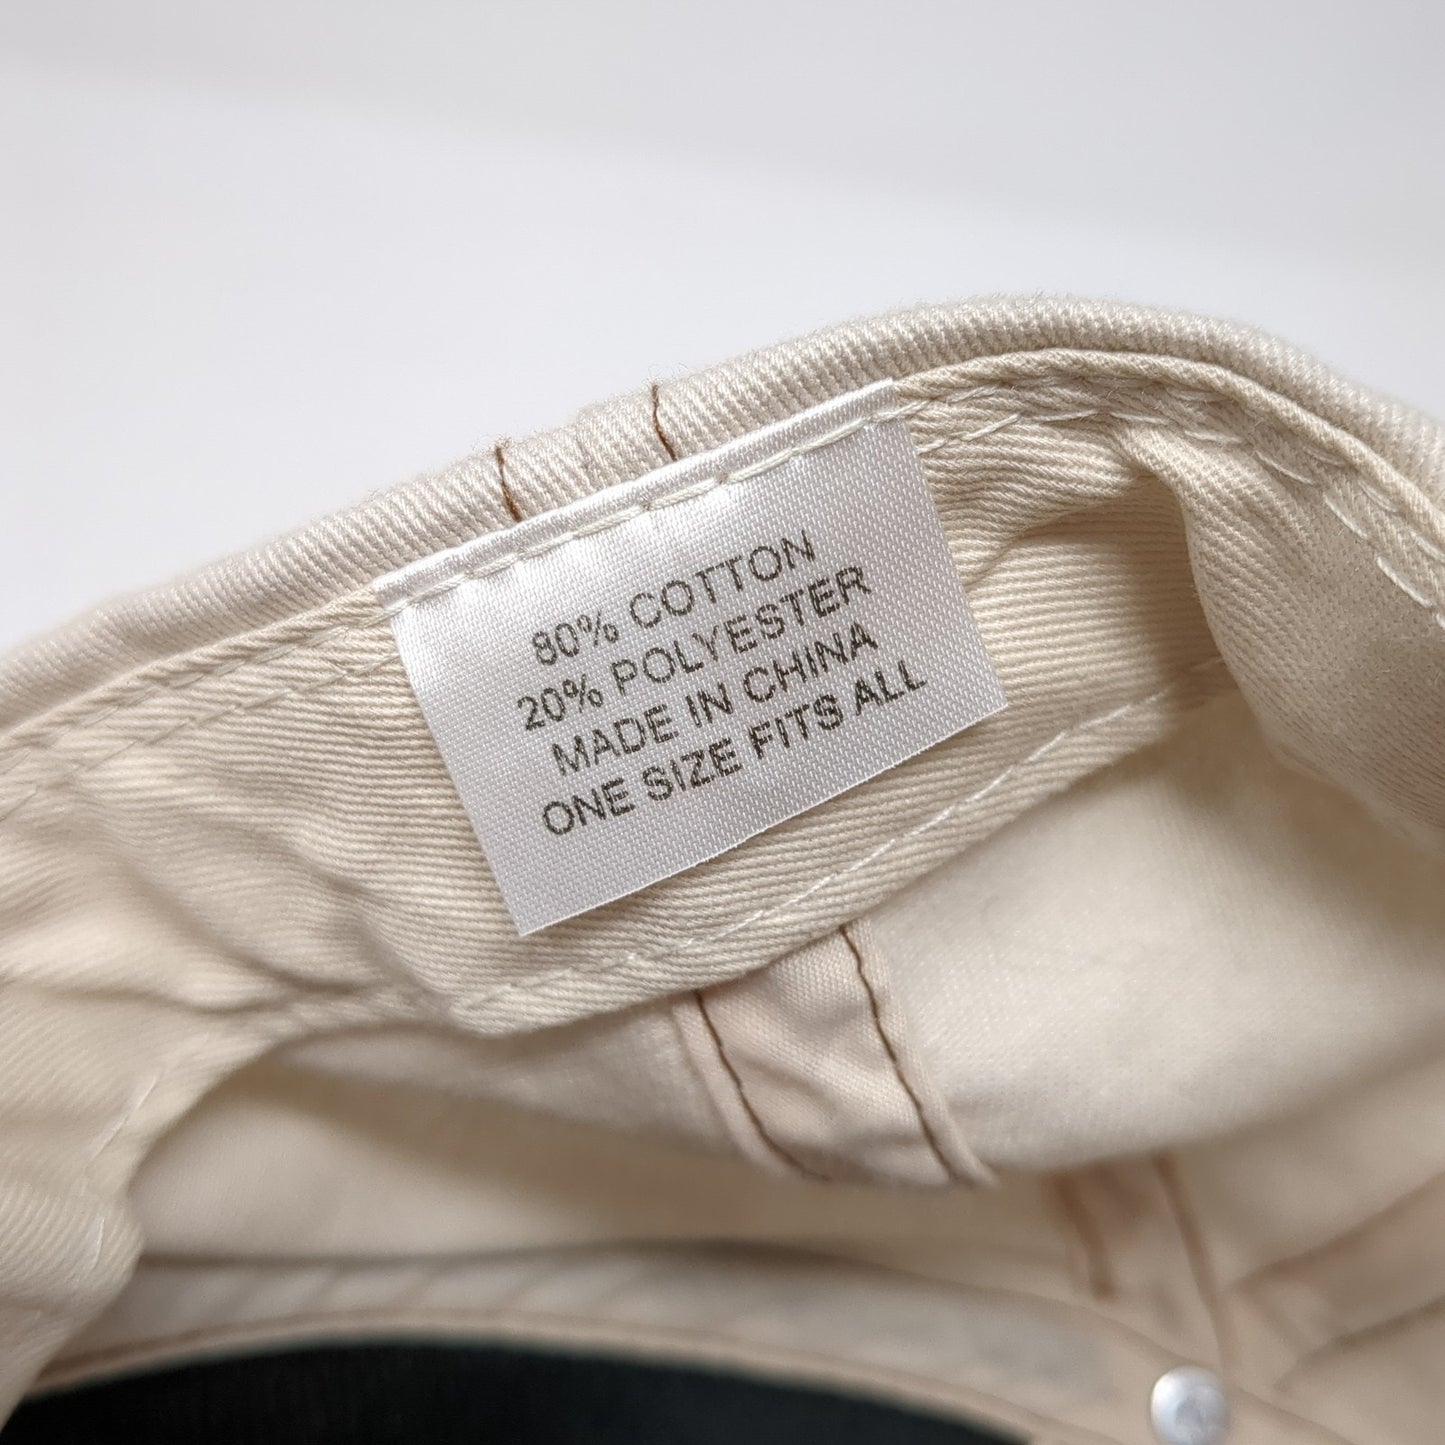 80% COTTON
20% POLYESTER
MADE IN CHINA
ONE SIZE FITS ALL